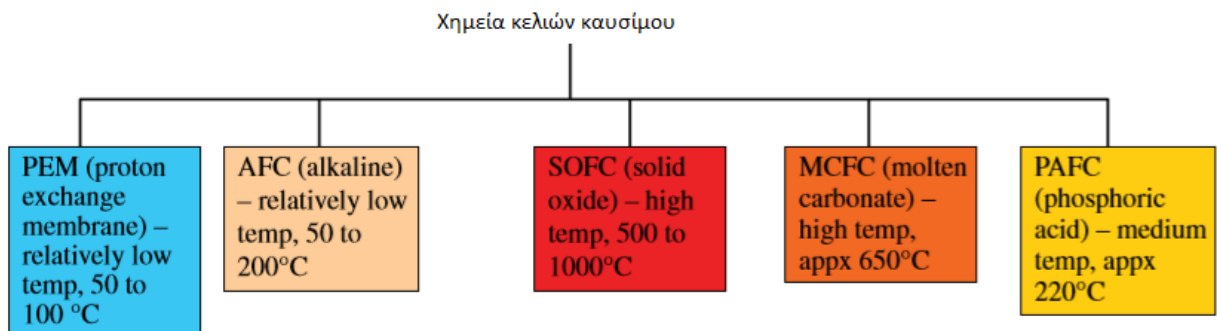 Χημεία κελιών καυσίμου
PEM (proton
exchange
membrane) –
relatively low
temp, 50 to
100 °C
AFC (alkaline)
– relatively low
temp, 50 to
200°C
SOFC (solid
oxide) – high
temp, 500 to
1000°C
MCFC (molten
carbonate) –
high temp,
appx 650°C
PAFC
(phosphoric
acid) – medium
temp, appx
220°C